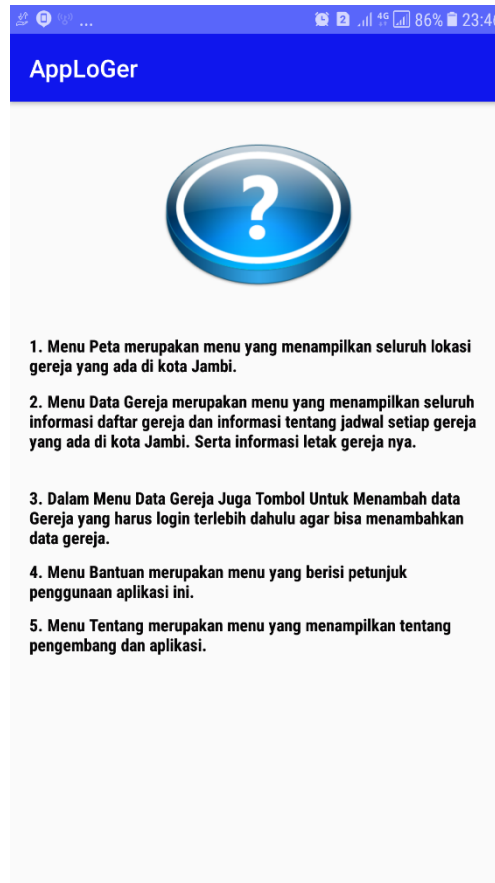 ... 2 4G 86% 23:46
AppLoGer
?
1. Menu Peta merupakan menu yang menampilkan seluruh lokasi
gereja yang ada di kota Jambi.
2. Menu Data Gereja merupakan menu yang menampilkan seluruh
informasi daftar gereja dan informasi tentang jadwal setiap gereja
yang ada di kota Jambi. Serta informasi letak gereja nya.
3. Dalam Menu Data Gereja Juga Tombol Untuk Menambah data
Gereja yang harus login terlebih dahulu agar bisa menambahkan
data gereja.
4. Menu Bantuan merupakan menu yang berisi petunjuk
penggunaan aplikasi ini.
5. Menu Tentang merupakan menu yang menampilkan tentang
pengembang dan aplikasi.